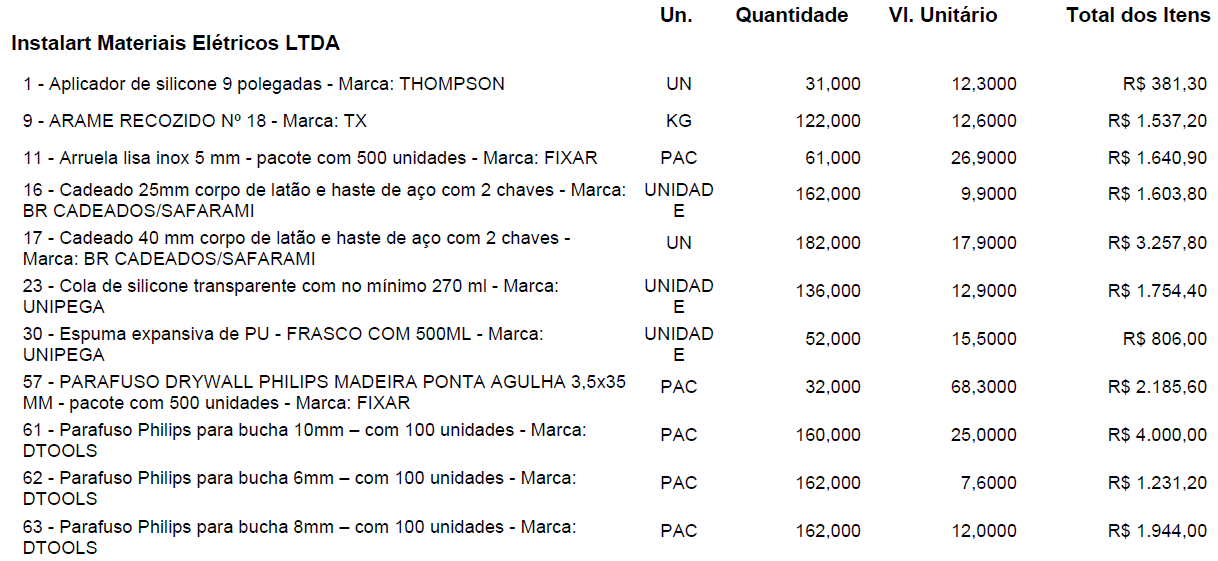 Un. Quantidade Vl. Unitário Total dos Itens
Instalart Materiais Elétricos LTDA
1 - Aplicador de silicone 9 polegadas - Marca: THOMPSON UN 31,000 12,3000 R$ 381,30
9 - ARAME RECOZIDO Nº 18 - Marca: TX KG 122,000 12,6000 R$ 1.537,20
11 - Arruela lisa inox 5 mm - pacote com 500 unidades - Marca: FIXAR PAC 61,000 26,9000 R$ 1.640,90
16 - Cadeado 25mm corpo de latão e haste de aço com 2 chaves - Marca: UNIDAD 162,000 9,9000 R$ 1.603,80
BR CADEADOS/SAFARAMI E
17 - Cadeado 40 mm corpo de latão e haste de aço com 2 chaves - UN 182,000 17,9000 R$ 3.257,80
Marca: BR CADEADOS/SAFARAMI
23 - Cola de silicone transparente com no mínimo 270 ml - Marca: UNIDAD 136,000 12,9000 R$ 1.754,40
UNIPEGA E
30 - Espuma expansiva de PU - FRASCO COM 500ML - Marca: UNIDAD 52,000 15,5000 R$ 806,00
UNIPEGA E
57 - PARAFUSO DRYWALL PHILIPS MADEIRA PONTA AGULHA 3,5x35 PAC 32,000 68,3000 R$ 2.185,60
MM - pacote com 500 unidades - Marca: FIXAR
61 - Parafuso Philips para bucha 10mm – com 100 unidades - Marca: PAC 160,000 25,0000 R$ 4.000,00
DTOOLS
62 - Parafuso Philips para bucha 6mm – com 100 unidades - Marca: PAC 162,000 7,6000 R$ 1.231,20
DTOOLS
63 - Parafuso Philips para bucha 8mm – com 100 unidades - Marca: PAC 162,000 12,0000 R$ 1.944,00
DTOOLS